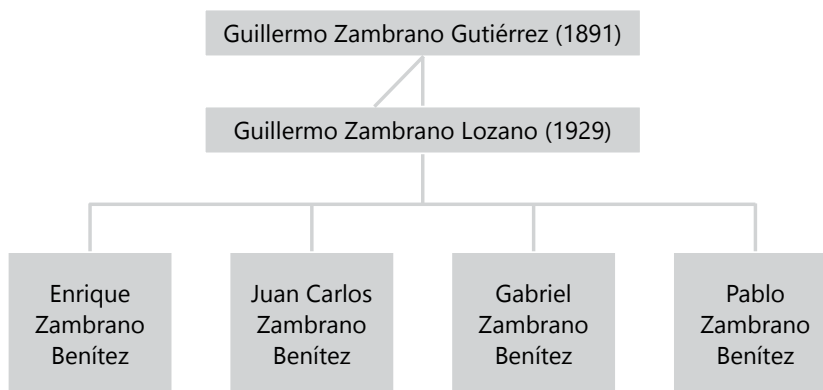 Guillermo Zambrano Gutiérrez (1891)
Guillermo Zambrano Lozano (1929)
Enrique
Zambrano
Benítez
Juan Carlos
Zambrano
Benítez
Gabriel
Zambrano
Benítez
Pablo
Zambrano
Benítez